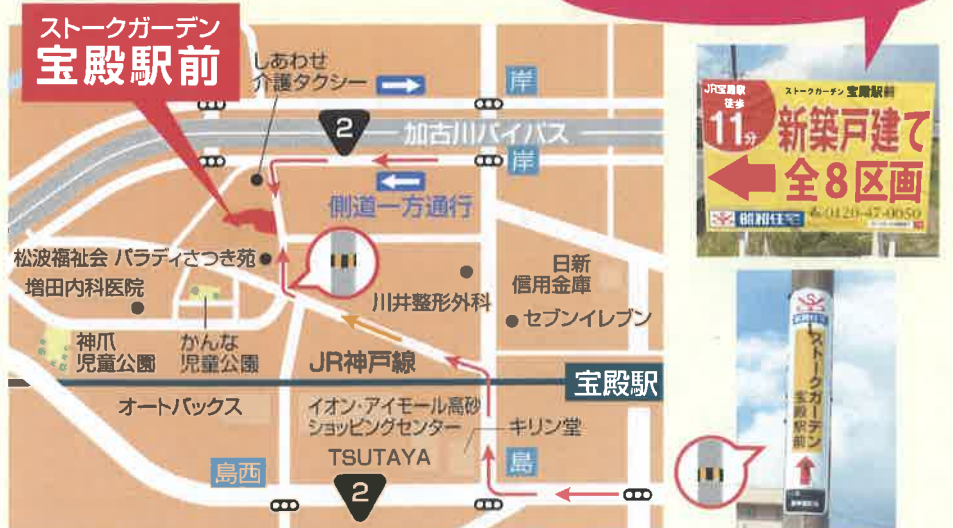 ストークガーデン
宝殿駅前
しあわせ
介護タクシー
岸
2
加古川バイパス
岸
側道一方通行
松波福祉会 パラディさつき苑
増田内科医院
神爪
児童公園
かんな
児童公園
川井整形外科
日新
信用金庫
セブンイレブン
JR神戸線
宝殿駅
オートバックス
イオン・アイモール高砂
ショッピングセンター
キリン堂
TSUTAYA
島
島西
2
JR宝殿駅
徒歩
11分
ストークガーデン 宝殿駅前
新築戸建て
全8区画
昭和住宅
0120-47-0050
ストークガーデン
宝殿駅前